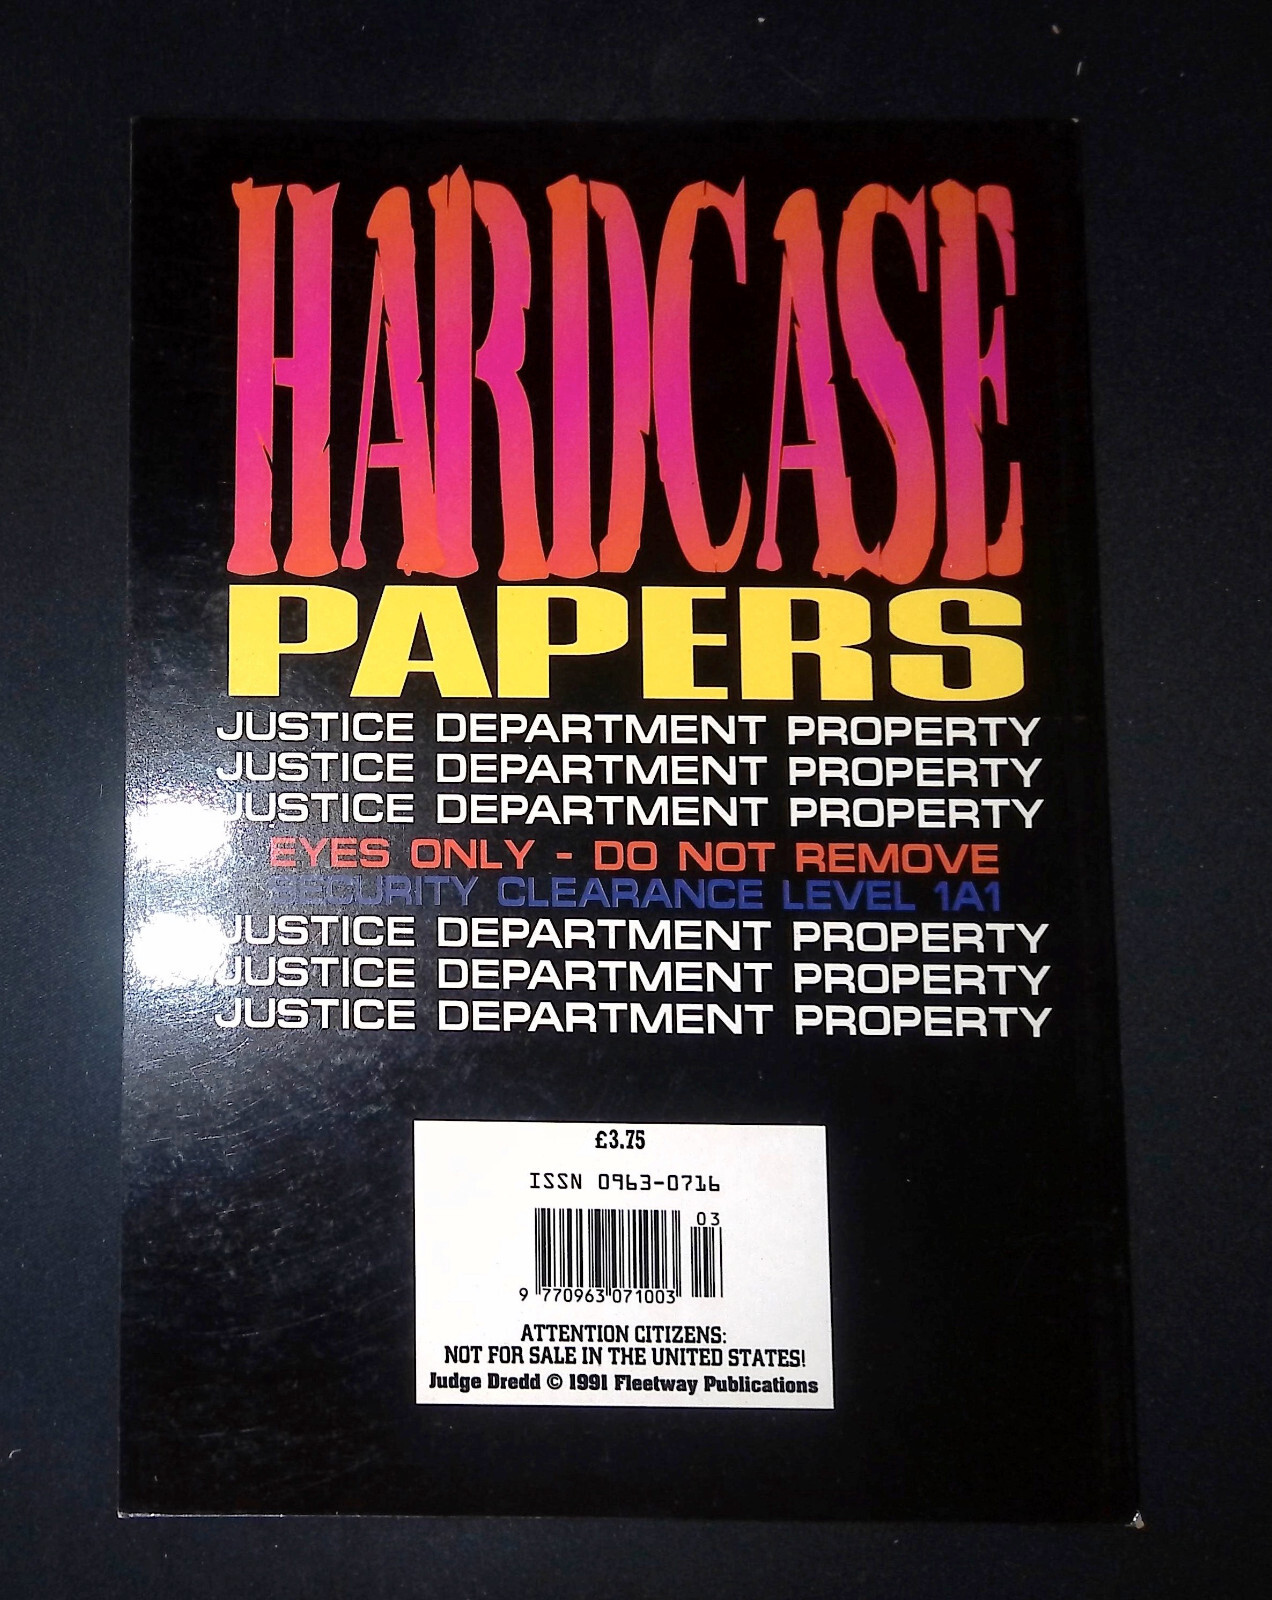 HARDCASE
PAPERS
JUSTICE DEPARTMENT PROPERTY
JUSTICE DEPARTMENT PROPERTY
JUSTICE DEPARTMENT PROPERTY
EYES ONLY - DO NOT REMOVE
SECURITY CLEARANCE LEVEL 1A1
JUSTICE DEPARTMENT PROPERTY
JUSTICE DEPARTMENT PROPERTY
JUSTICE DEPARTMENT PROPERTY
£3.75
ISSN 0963-0716
03
9 770963 071003
ATTENTION CITIZENS:
NOT FOR SALE IN THE UNITED STATES!
Judge Dredd © 1991 Fleetway Publications